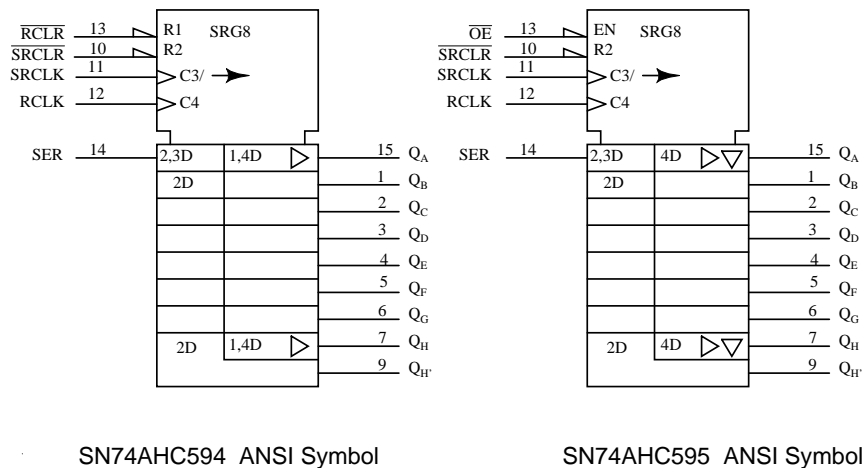 RCLR 13 R1 SRG8
SRCLR 10 R2
SRCLK 11 C3/
RCLK 12 C4
SER 14 2,3D 1,4D 15 QA
2D 1 QB
2 QC
3 QD
4 QE
5 QF
6 QG
2D 1,4D 7 QH
9 QH'
SN74AHC594 ANSI Symbol
OE 13 EN SRG8
SRCLR 10 R2
SRCLK 11 C3/
RCLK 12 C4
SER 14 2,3D 4D 15 QA
2D 1 QB
2 QC
3 QD
4 QE
5 QF
6 QG
2D 4D 7 QH
9 QH'
SN74AHC595 ANSI Symbol